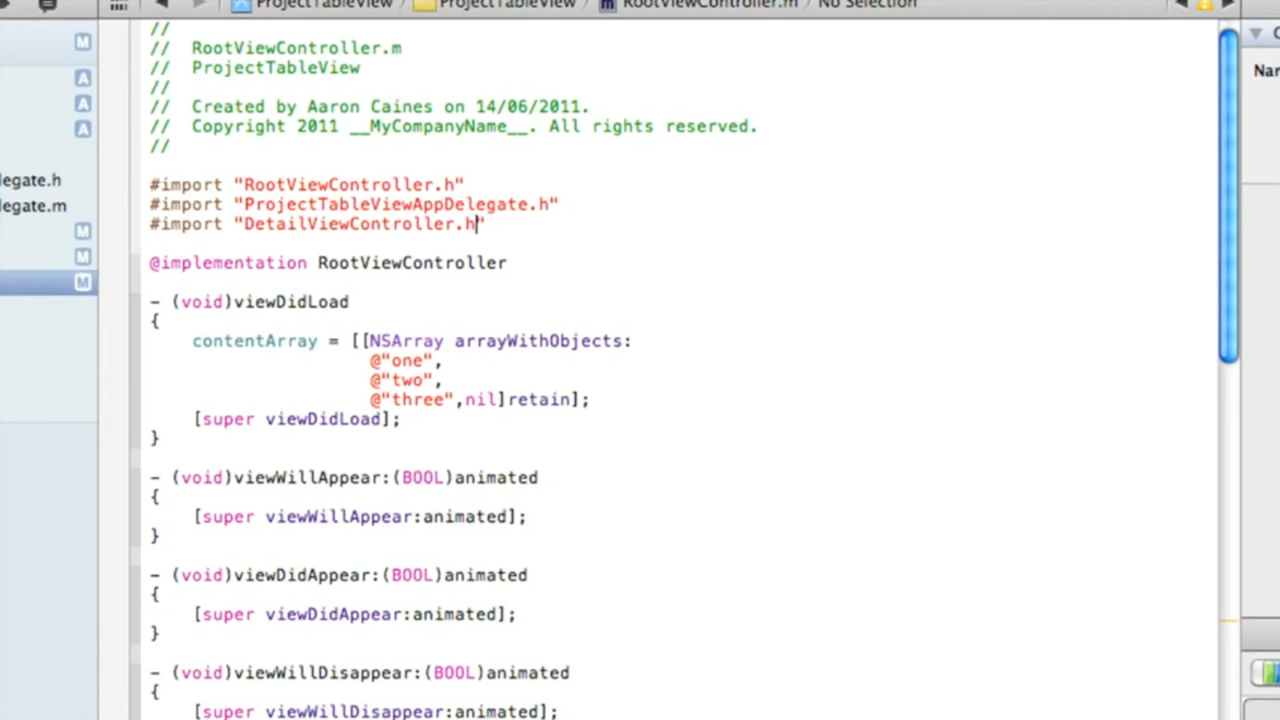 ProjectTableView ProjectTableView RootViewController.m No Selection
//
// RootViewController.m
// ProjectTableView
//
// Created by Aaron Caines on 14/06/2011.
// Copyright 2011 __MyCompanyName__. All rights reserved.
//
#import "RootViewController.h"
#import "ProjectTableViewAppDelegate.h"
#import "DetailViewController.h"
@implementation RootViewController
- (void)viewDidLoad
{
contentArray = [[NSArray arrayWithObjects:
@"one",
@"two",
@"three",nil]retain];
[super viewDidLoad];
}
- (void)viewWillAppear:(BOOL)animated
{
[super viewWillAppear:animated];
}
- (void)viewDidAppear:(BOOL)animated
{
[super viewDidAppear:animated];
}
- (void)viewWillDisappear:(BOOL)animated
{
[super viewWillDisappear:animated];
M
A
A
A
legate.h
legate.m
M
M
M
Nar